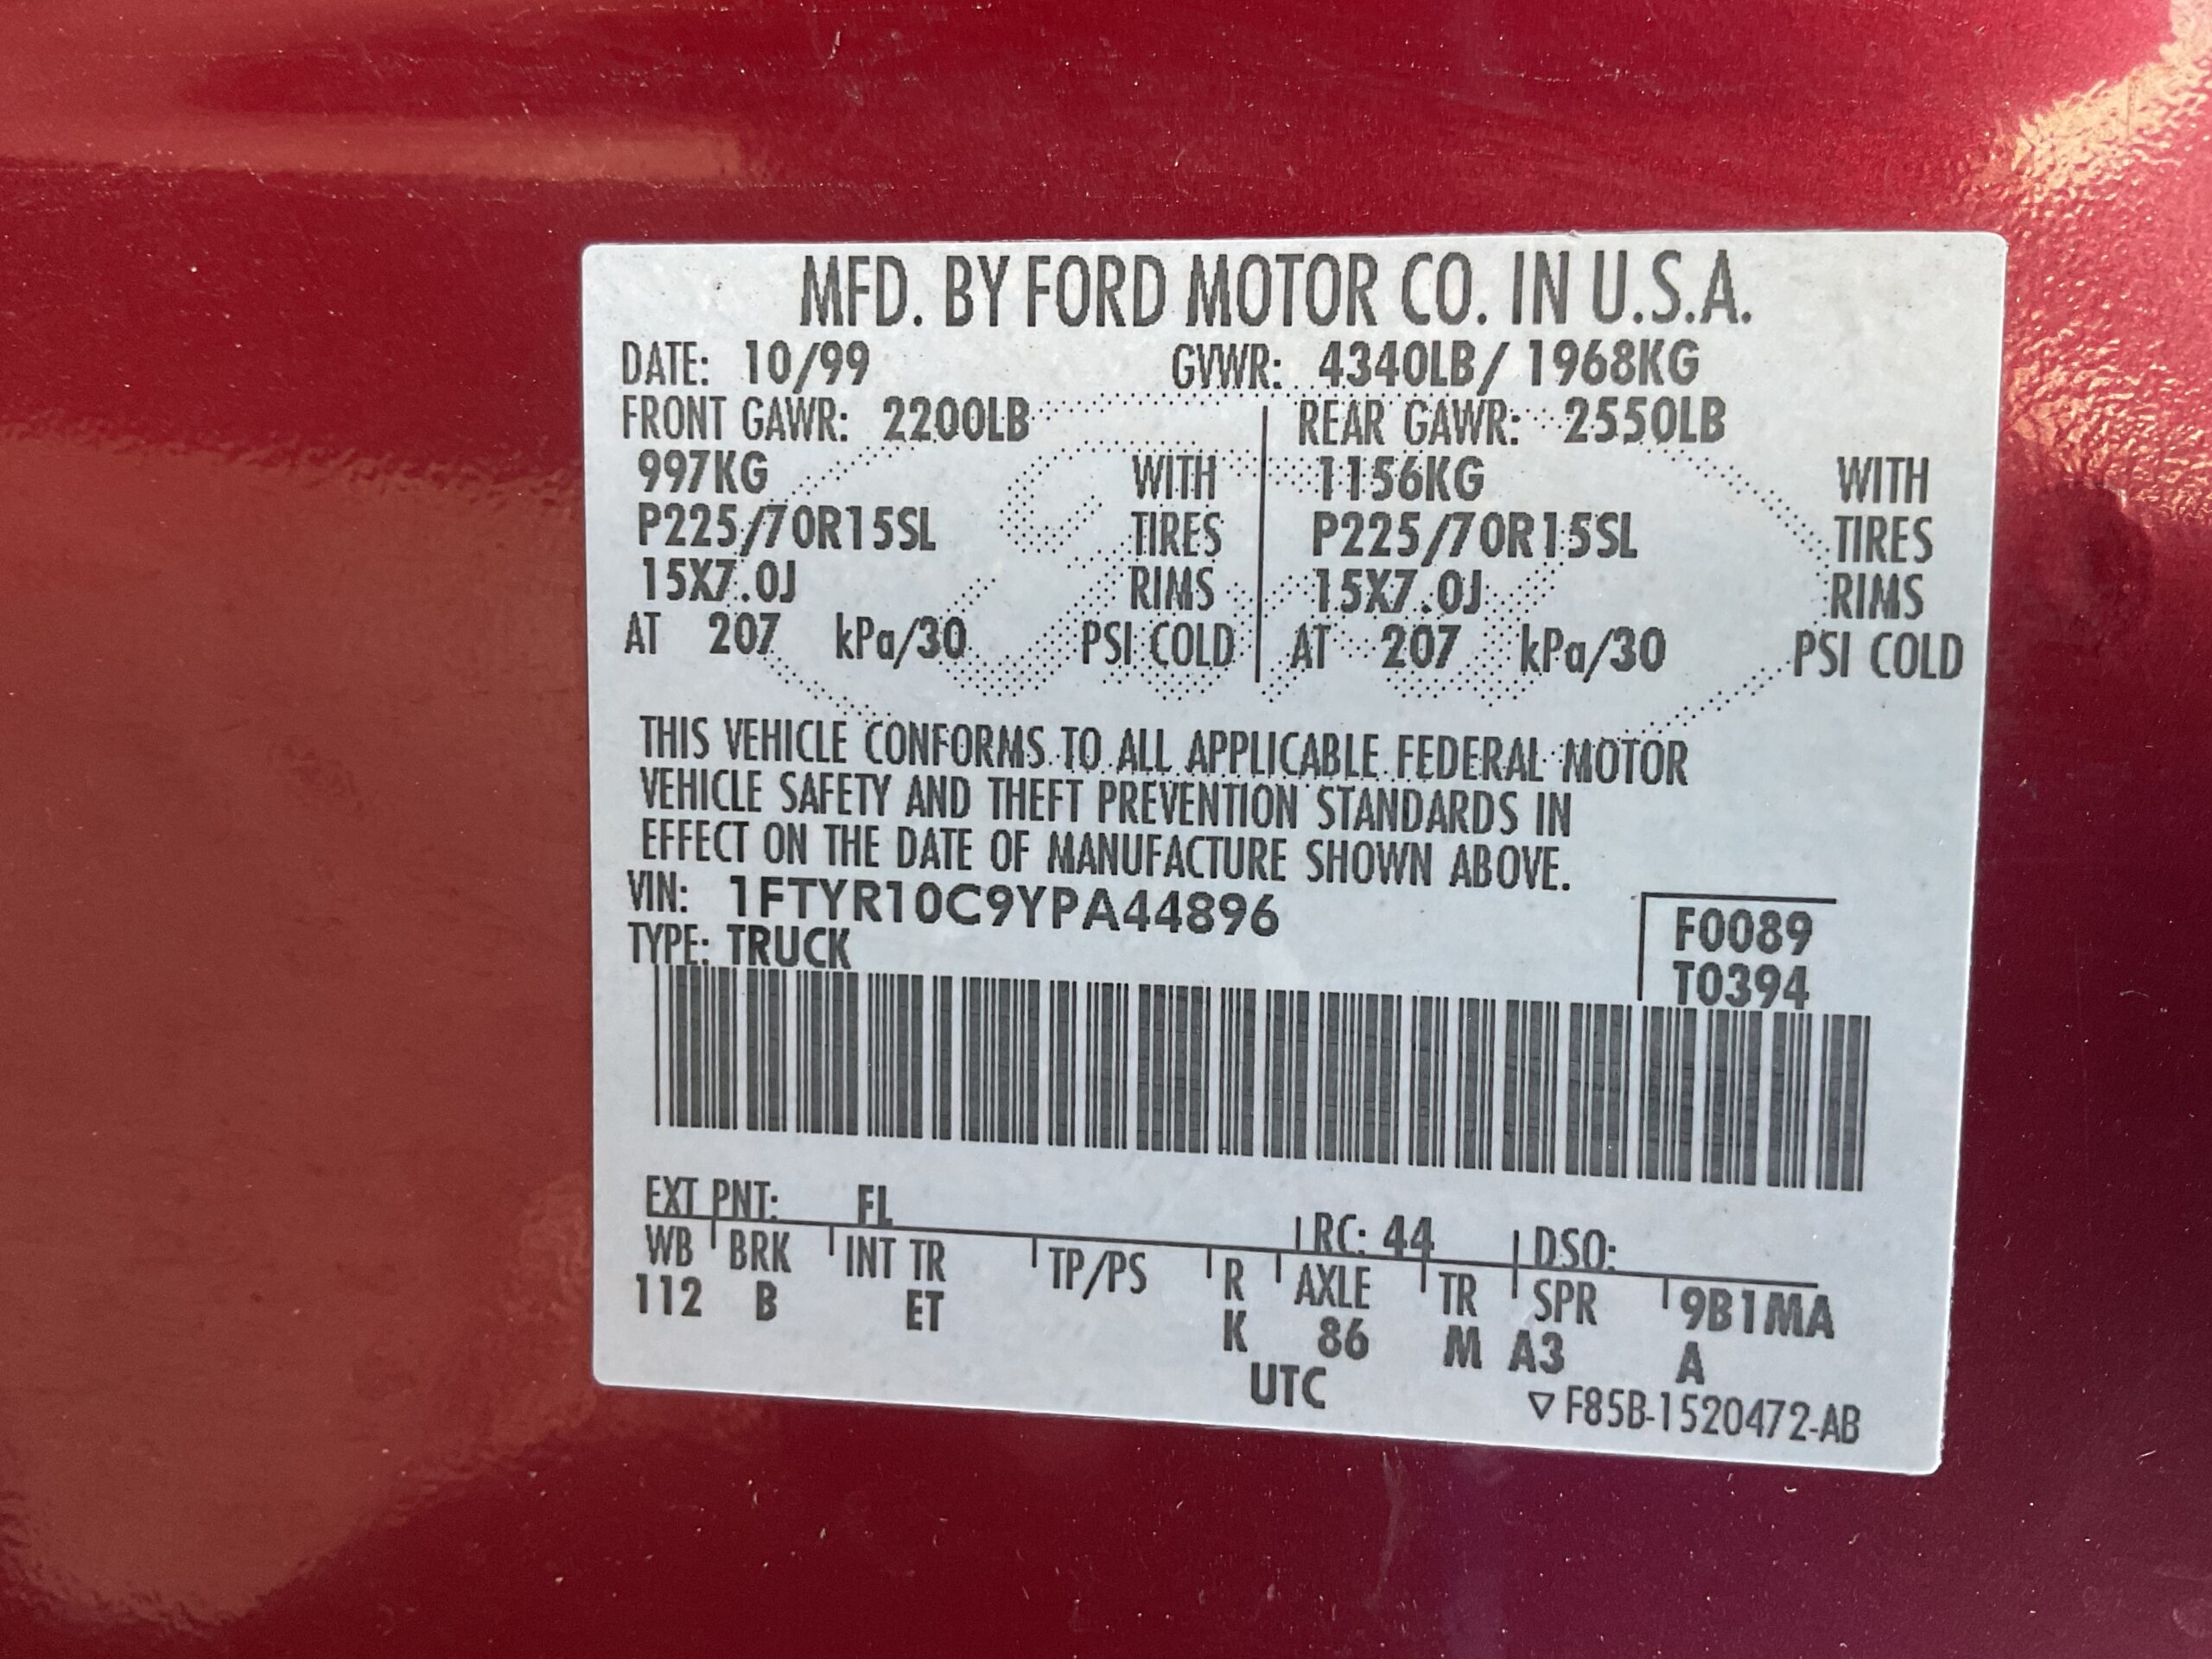 MFD. BY FORD MOTOR CO. IN U.S.A.
DATE: 10/99 GVWR: 4340LB/ 1968KG
FRONT GAWR: 2200LB REAR GAWR: 2550LB
997KG WITH 1156KG WITH
P225/70R15SL TIRES P225/70R15SL TIRES
15X7.0J RIMS 15X7.0J RIMS
AT 207 kPa/30 PSI COLD AT 207 kPa/30 PSI COLD
THIS VEHICLE CONFORMS TO ALL APPLICABLE FEDERAL MOTOR
VEHICLE SAFETY AND THEFT PREVENTION STANDARDS IN
EFFECT ON THE DATE OF MANUFACTURE SHOWN ABOVE.
VIN: 1FTYR10C9YPA44896 F0089
TYPE: TRUCK T0394
EXT PNT: FL RC: 44 DSO:
WB BRK INT TR TP/PS R AXLE TR SPR 9B1MA
112 B ET K 86 M A3 A
UTC
▽ F85B-1520472-AB